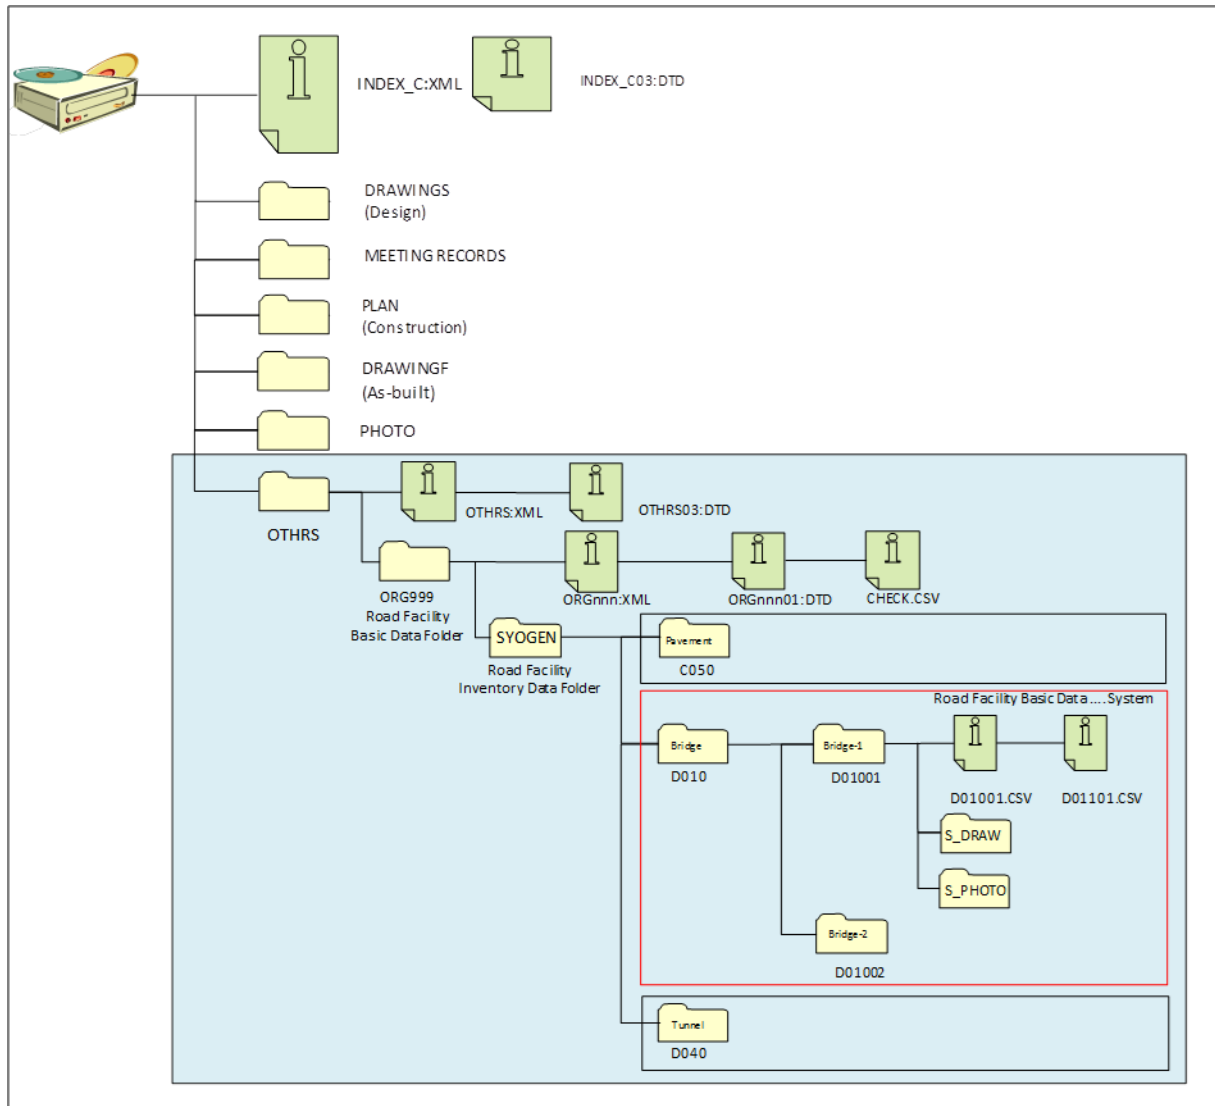 INDEX_C:XML
INDEX_C03:DTD
DRAWINGS
(Design)
MEETING RECORDS
PLAN
(Construction)
DRAWINGF
(As-built)
PHOTO
OTHRS
OTHRS:XML
OTHRS03:DTD
ORG999
Road Facility
Basic Data Folder
ORGnnn:XML
ORGnnn01:DTD
CHECK.CSV
SYOGEN
Road Facility
Inventory Data Folder
Pavement
C050
Road Facility Basic Data ....System
Bridge
D010
Bridge-1
D01001
D01001.CSV
D01101.CSV
S_DRAW
S_PHOTO
Bridge-2
D01002
Tunnel
D040